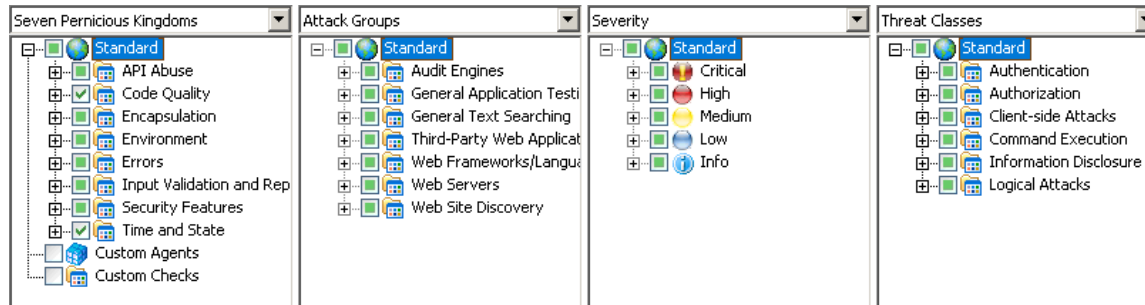 Seven Pernicious Kingdoms
Standard
API Abuse
Code Quality
Encapsulation
Environment
Errors
Input Validation and Rep
Security Features
Time and State
Custom Agents
Custom Checks
Attack Groups
Standard
Audit Engines
General Application Testi
General Text Searching
Third-Party Web Applicat
Web Frameworks/Langua
Web Servers
Web Site Discovery
Severity
Standard
Critical
High
Medium
Low
Info
Threat Classes
Standard
Authentication
Authorization
Client-side Attacks
Command Execution
Information Disclosure
Logical Attacks